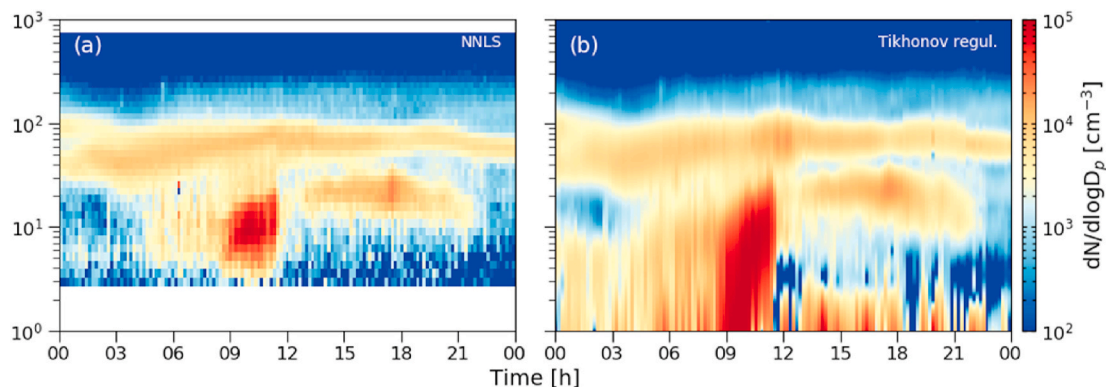 (a) NNLS
(b) Tikhonov regul.
10³
10²
10¹
10⁰
00 03 06 09 12 15 18 21 00
00 03 06 09 12 15 18 21 00
Time [h]
10⁵
10⁴
10³
10²
dN/dlogDₚ [cm⁻³]